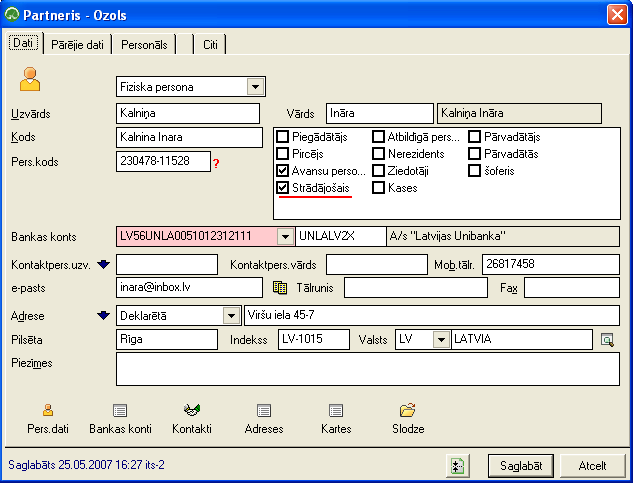 Partneris - Ozols
Dati Pārējie dati Personāls Citi
Fiziska persona
Uzvārds Kalniņa Vārds Ināra Kalniņa Ināra
Kods Kalnina Inara
Pers.kods 230478-11528 ?
Piegādātājs Atbildīgā pers... Pārvadātājs
Pircējs Nerezidents Pārvadātās
Avansu perso... Ziedotāji šoferis
Strādājošais Kases
Bankas konts LV56UNLA0051012312111 UNLALV2X A/s "Latvijas Unibanka"
Kontaktpers.uzv. Kontaktpers.vārds Mob.tālr. 26817458
e-pasts inara@inbox.lv Tālrunis Fax
Adrese Deklarētā Viršu iela 45-7
Pilsēta Rīga Indekss LV-1015 Valsts LV LATVIA
Piezīmes
Pers.dati Bankas konti Kontakti Adreses Kartes Slodze
Saglabāts 25.05.2007 16:27 its-2 Saglabāt Atcelt